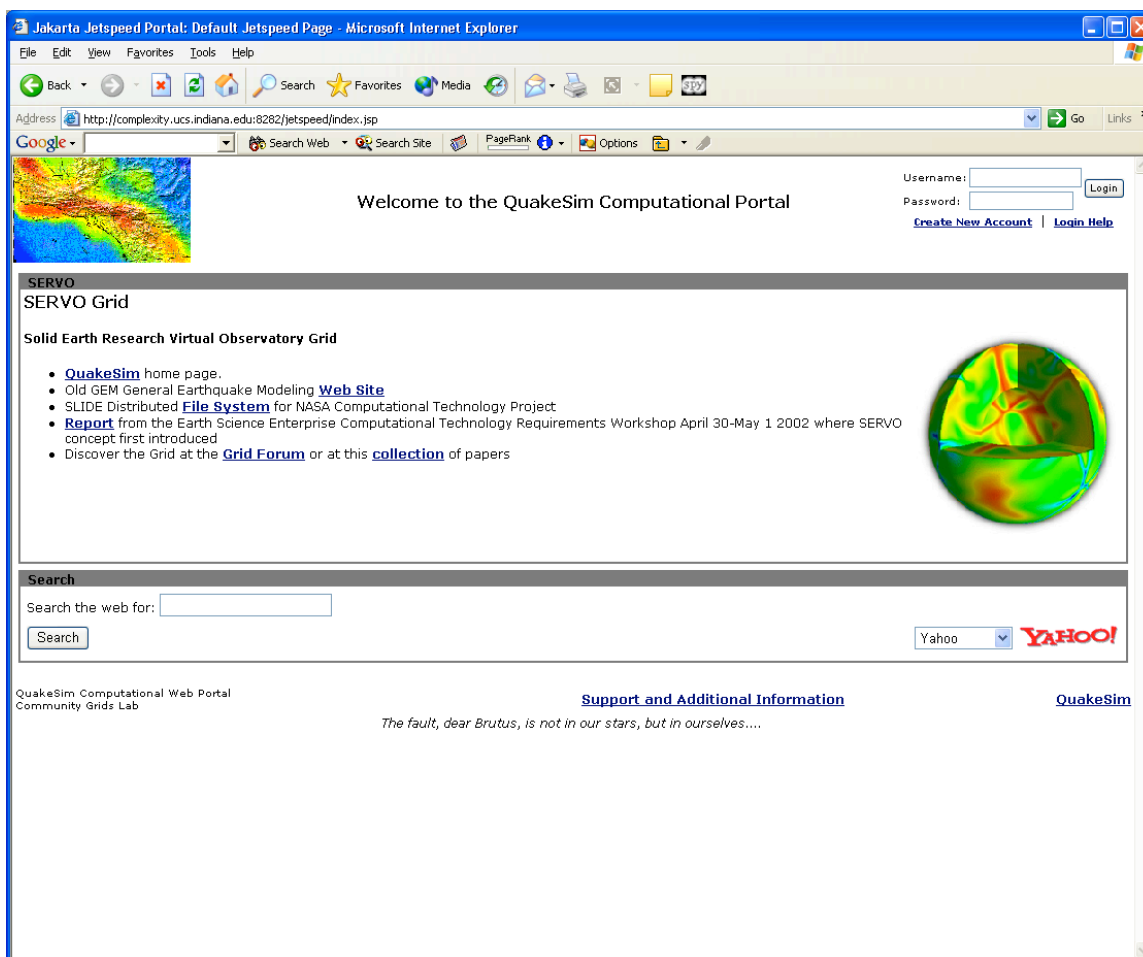 Jakarta Jetspeed Portal: Default Jetspeed Page - Microsoft Internet Explorer
File Edit View Favorites Tools Help
Back Search Favorites Media SPY
Address http://complexity.ucs.indiana.edu:8282/jetspeed/index.jsp Go Links
Google Search Web Search Site PageRank Options
Username: Login
Welcome to the QuakeSim Computational Portal
Password:
Create New Account | Login Help
SERVO
SERVO Grid
Solid Earth Research Virtual Observatory Grid
• QuakeSim home page.
• Old GEM General Earthquake Modeling Web Site
• SLIDE Distributed File System for NASA Computational Technology Project
• Report from the Earth Science Enterprise Computational Technology Requirements Workshop April 30-May 1 2002 where SERVO
concept first introduced
• Discover the Grid at the Grid Forum or at this collection of papers
Search
Search the web for:
Search Yahoo YAHOO!
QuakeSim Computational Web Portal
Community Grids Lab
Support and Additional Information QuakeSim
The fault, dear Brutus, is not in our stars, but in ourselves....